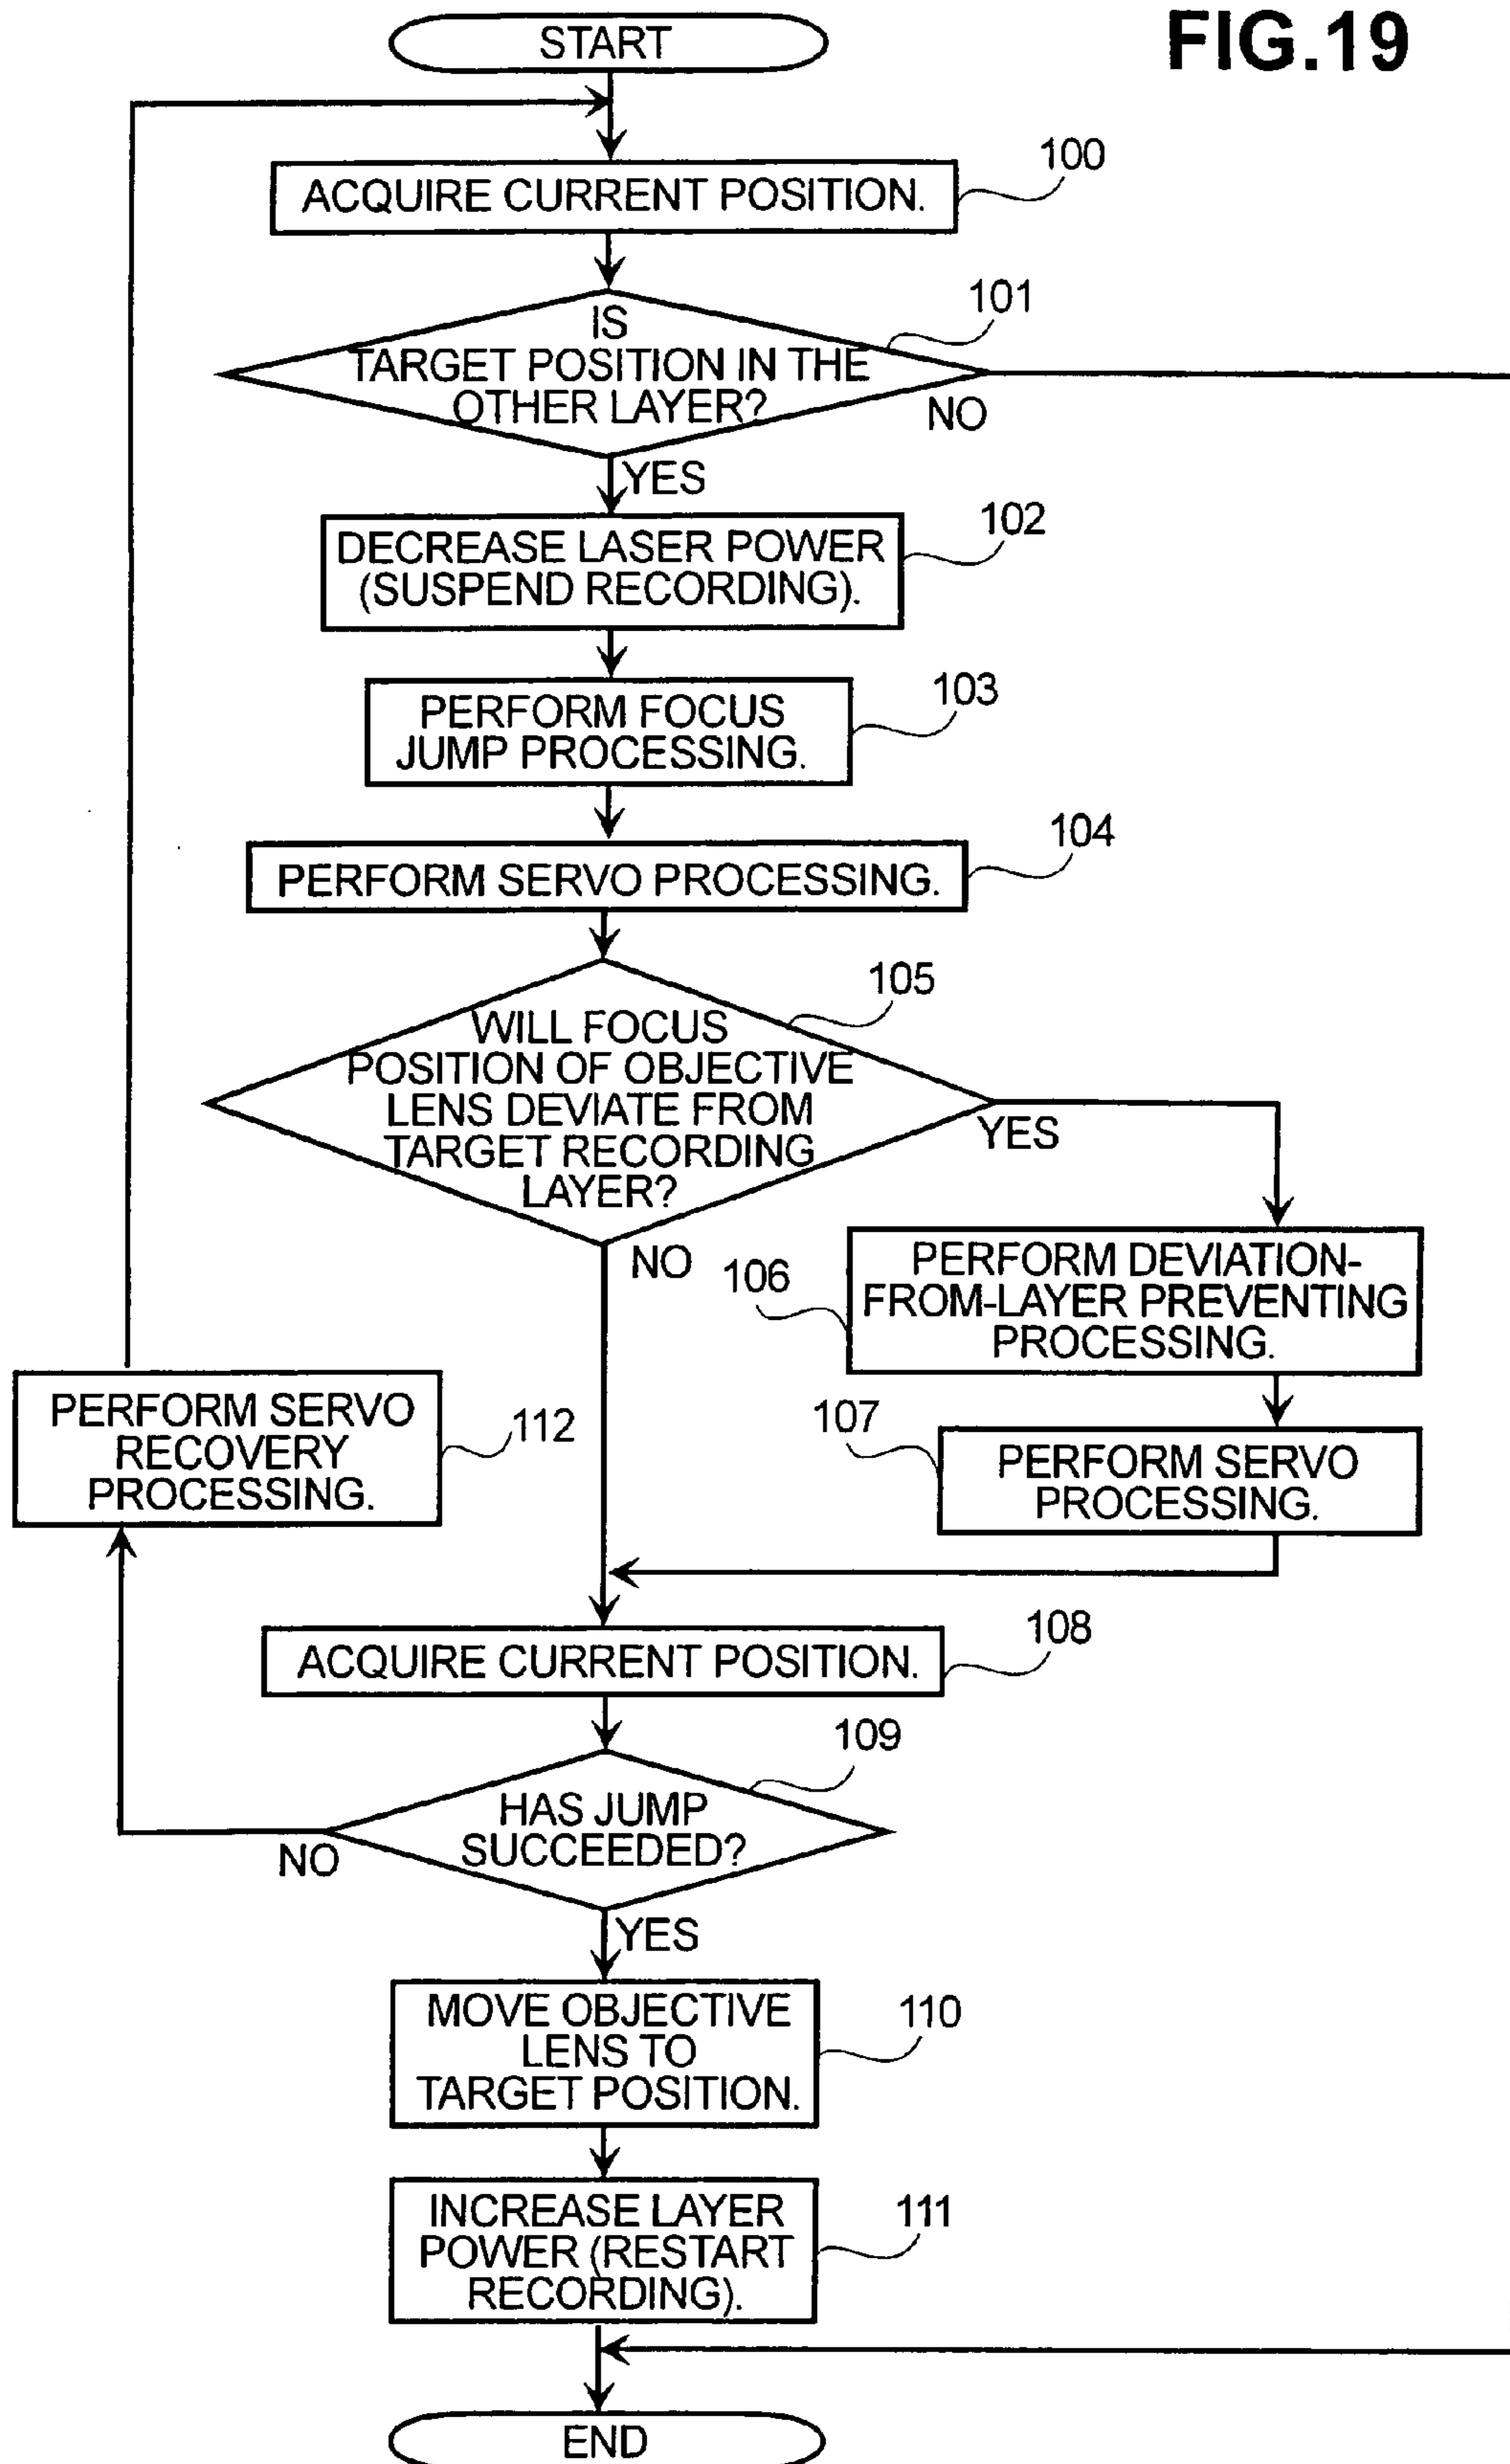 FIG.19
START
100
ACQUIRE CURRENT POSITION.
101
IS
TARGET POSITION IN THE
OTHER LAYER?
NO
YES
102
DECREASE LASER POWER
(SUSPEND RECORDING).
103
PERFORM FOCUS
JUMP PROCESSING.
104
PERFORM SERVO PROCESSING.
105
WILL FOCUS
POSITION OF OBJECTIVE
LENS DEVIATE FROM
TARGET RECORDING
LAYER?
YES
NO
106
PERFORM DEVIATION-
FROM-LAYER PREVENTING
PROCESSING.
107
PERFORM SERVO
PROCESSING.
PERFORM SERVO
RECOVERY
PROCESSING.
112
108
ACQUIRE CURRENT POSITION.
109
HAS JUMP
SUCCEEDED?
NO
YES
110
MOVE OBJECTIVE
LENS TO
TARGET POSITION.
111
INCREASE LAYER
POWER (RESTART
RECORDING).
END